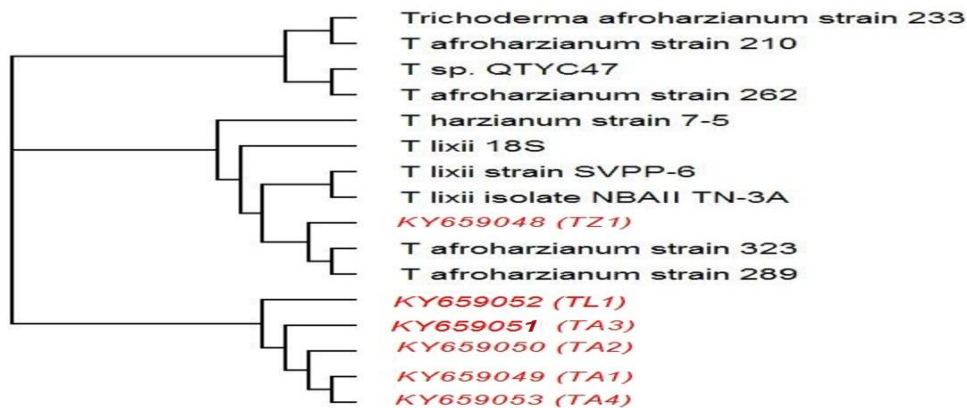 Trichoderma afroharzianum strain 233
T afroharzianum strain 210
T sp. QTYC47
T afroharzianum strain 262
T harzianum strain 7-5
T lixii 18S
T lixii strain SVPP-6
T lixii isolate NBAII TN-3A
KY659048 (TZ1)
T afroharzianum strain 323
T afroharzianum strain 289
KY659052 (TL1)
KY659051 (TA3)
KY659050 (TA2)
KY659049 (TA1)
KY659053 (TA4)